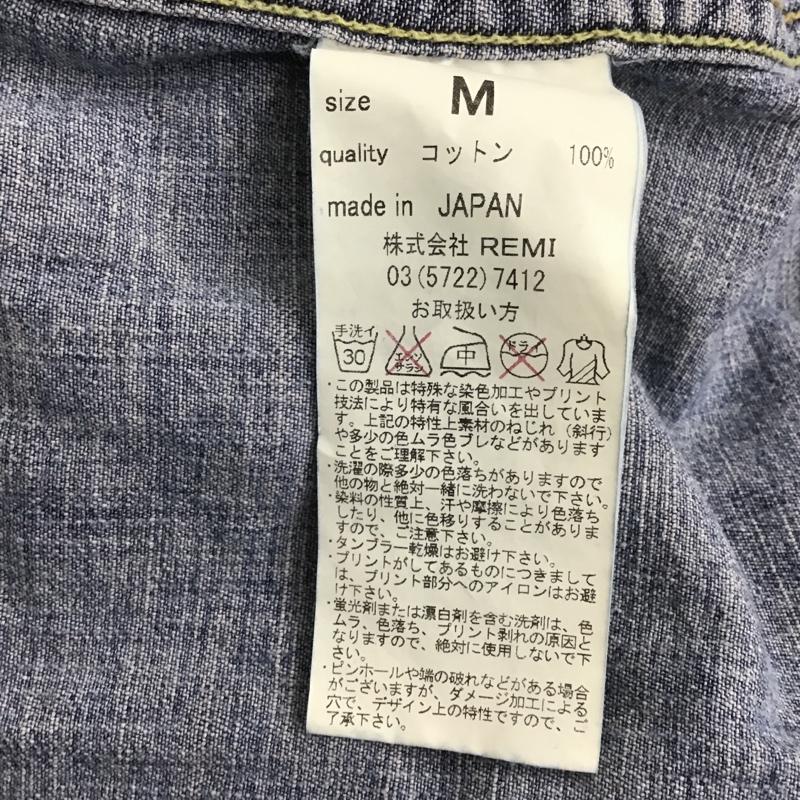 size M
quality コットン 100%
made in JAPAN
株式会社 REMI
03(5722)7412
お取扱い方
手洗イ 30 エンソサラシ 中 ドライ
・この製品は特殊な染色加工やプリント
技法により特有な風合いを出していま
す。上記の特性上素材のねじれ（斜行）
や多少の色ムラ色ブレなどがあります
ことをご理解下さい。
・洗濯の際多少の色落ちがありますので
他の物と絶対一緒に洗わないで下さい。
・染料の性質上、汗や摩擦により色落ち
したり、他に色移りすることがありま
すので、ご注意下さい。
・タンブラー乾燥はお避け下さい。
・プリントがしてあるものにつきまして
は、プリント部分へのアイロンはお避
け下さい。
・蛍光剤または漂白剤を含む洗剤は、色
ムラ、色落ち、プリント剥れの原因と
なりますので、絶対に使用しないで下
さい。
・ピンホールや端の破れなどがある場合
がございますが、ダメージ加工による
穴で、デザイン上の特性ですので、ご
了承下さい。